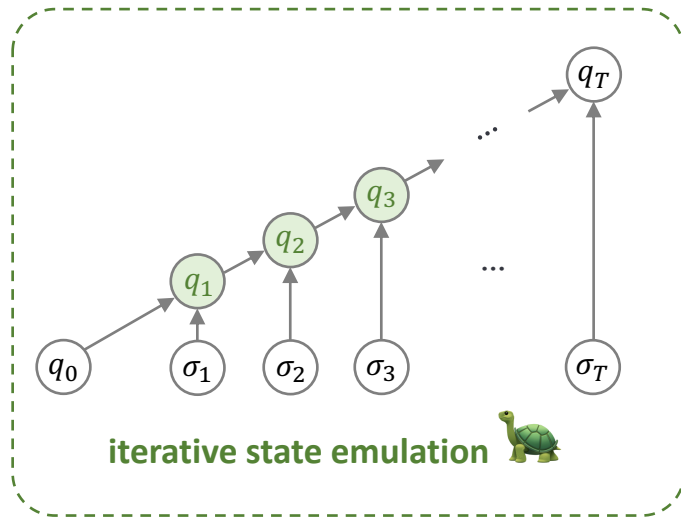 q_T
...
q_3
q_2
q_1
...
q_0 σ_1 σ_2 σ_3 σ_T
iterative state emulation